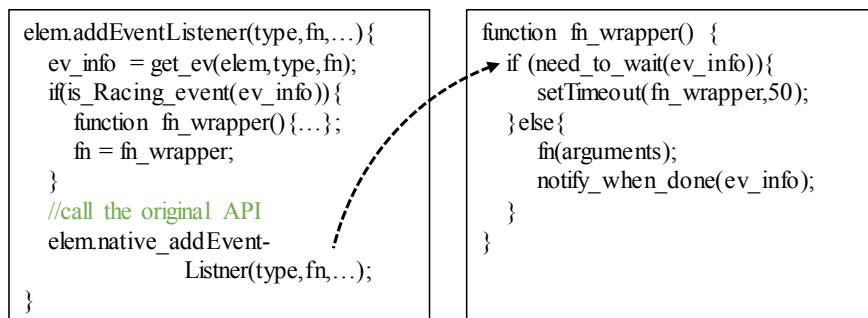 elem.addEventListener(type,fn,…){
ev_info = get_ev(elem,type,fn);
if(is_Racing_event(ev_info)){
function fn_wrapper(){…};
fn = fn_wrapper;
}
//call the original API
elem.native_addEvent-
Listner(type,fn,…);
}
function fn_wrapper() {
if (need_to_wait(ev_info)){
setTimeout(fn_wrapper,50);
}else{
fn(arguments);
notify_when_done(ev_info);
}
}